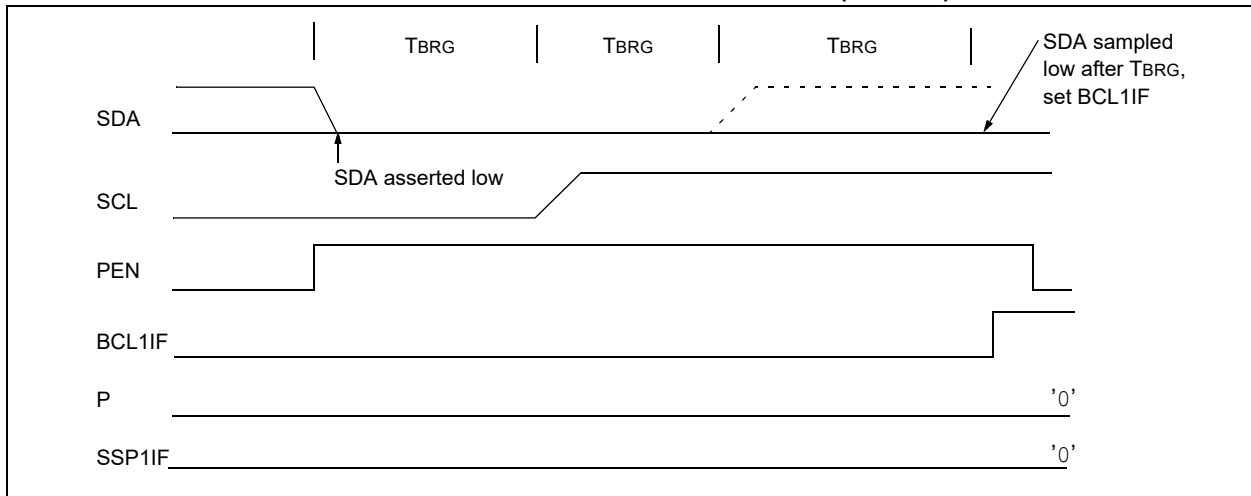 TBRG TBRG TBRG
SDA sampled
low after TBRG,
set BCL1IF
SDA
SDA asserted low
SCL
PEN
BCL1IF
P '0'
SSP1IF '0'